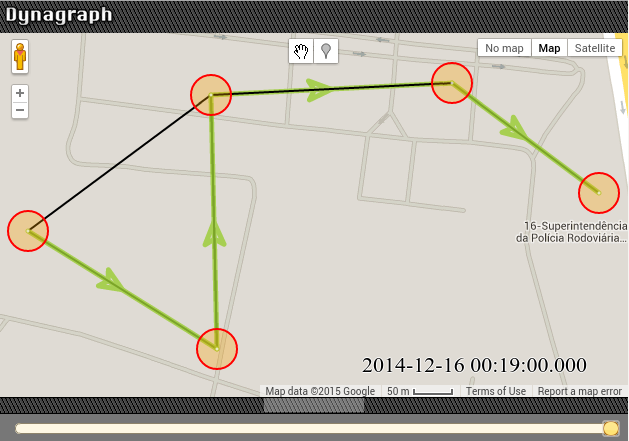 Dynagraph
No map Map Satellite
+
−
16-Superintendência
da Polícia Rodoviária...
2014-12-16 00:19:00.000
Map data ©2015 Google 50 m Terms of Use Report a map error